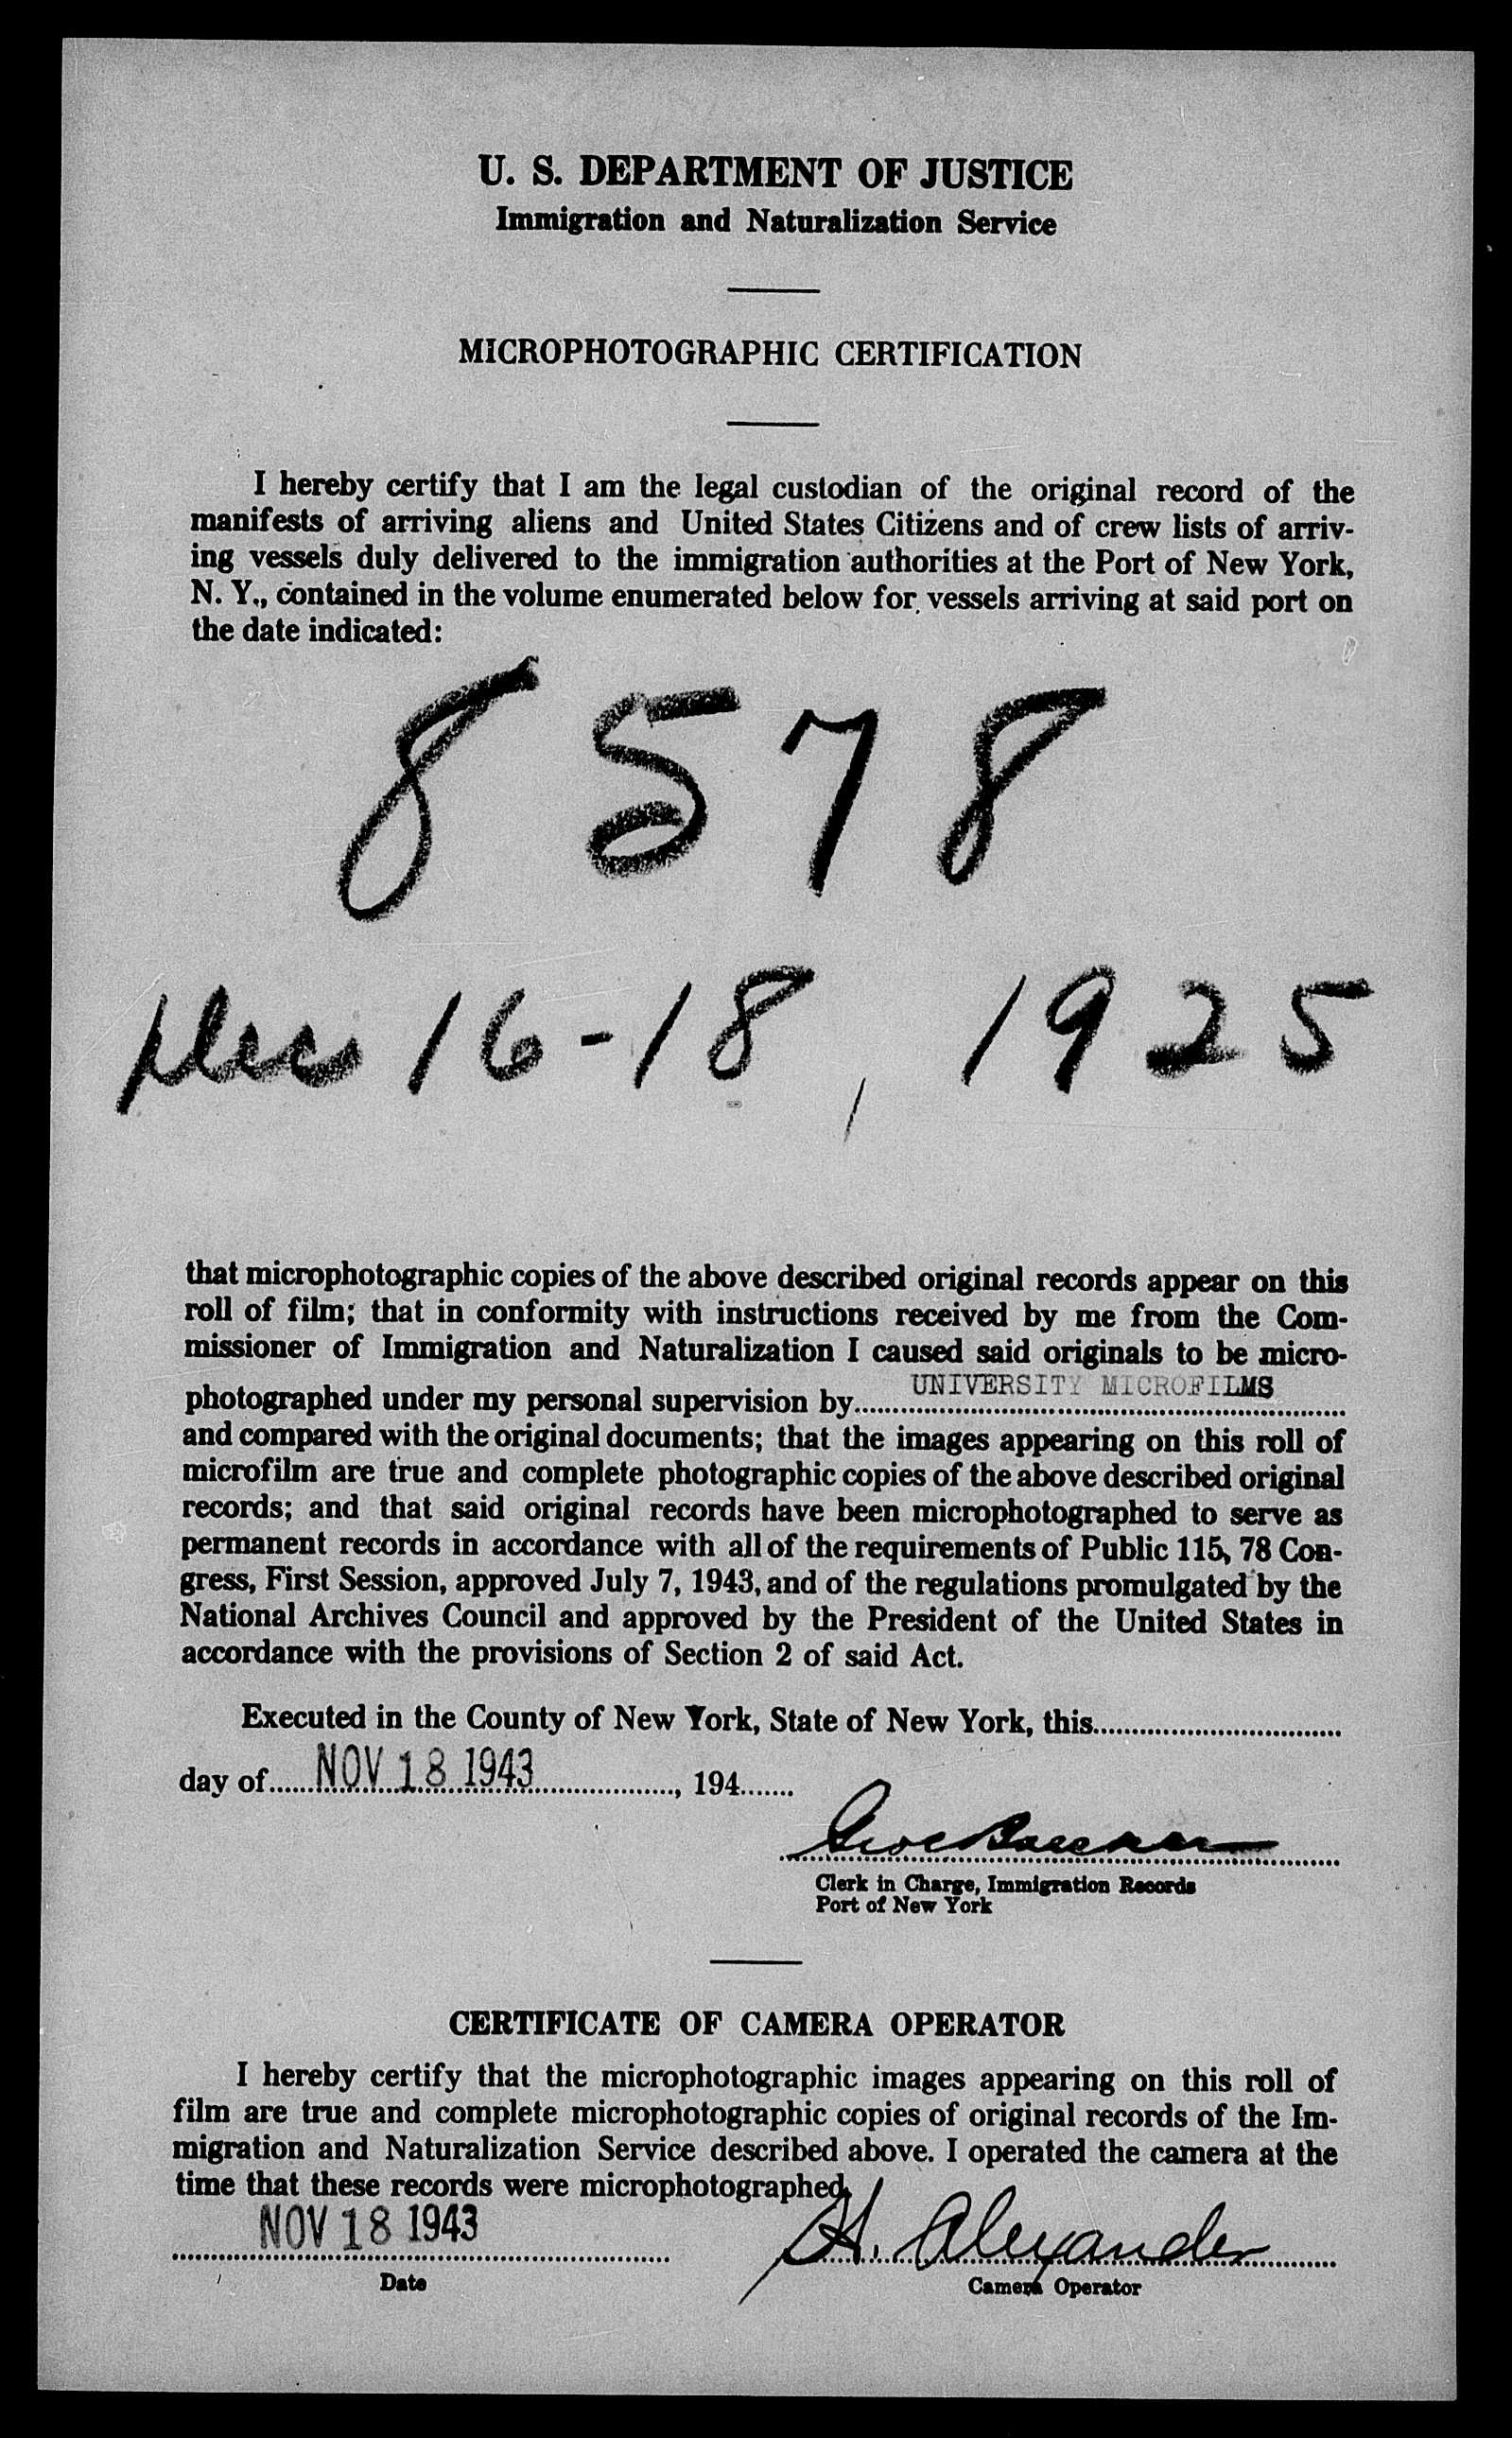 U. S. DEPARTMENT OF JUSTICE
Immigration and Naturalization Service
MICROPHOTOGRAPHIC CERTIFICATION
I hereby certify that I am the legal custodian of the original record of the
manifests of arriving aliens and United States Citizens and of crew lists of arriv-
ing vessels duly delivered to the immigration authorities at the Port of New York,
N. Y., contained in the volume enumerated below for vessels arriving at said port on
the date indicated:
8578
Dec 16-18, 1925
that microphotographic copies of the above described original records appear on this
roll of film; that in conformity with instructions received by me from the Com-
missioner of Immigration and Naturalization I caused said originals to be micro-
photographed under my personal supervision by UNIVERSITY MICROFILMS
and compared with the original documents; that the images appearing on this roll of
microfilm are true and complete photographic copies of the above described original
records; and that said original records have been microphotographed to serve as
permanent records in accordance with all of the requirements of Public 115, 78 Con-
gress, First Session, approved July 7, 1943, and of the regulations promulgated by the
National Archives Council and approved by the President of the United States in
accordance with the provisions of Section 2 of said Act.
Executed in the County of New York, State of New York, this
day of NOV 18 1943, 194
Clerk in Charge, Immigration Records
Port of New York
CERTIFICATE OF CAMERA OPERATOR
I hereby certify that the microphotographic images appearing on this roll of
film are true and complete microphotographic copies of original records of the Im-
migration and Naturalization Service described above. I operated the camera at the
time that these records were microphotographed.
NOV 18 1943 H. Alexander
Date Camera Operator